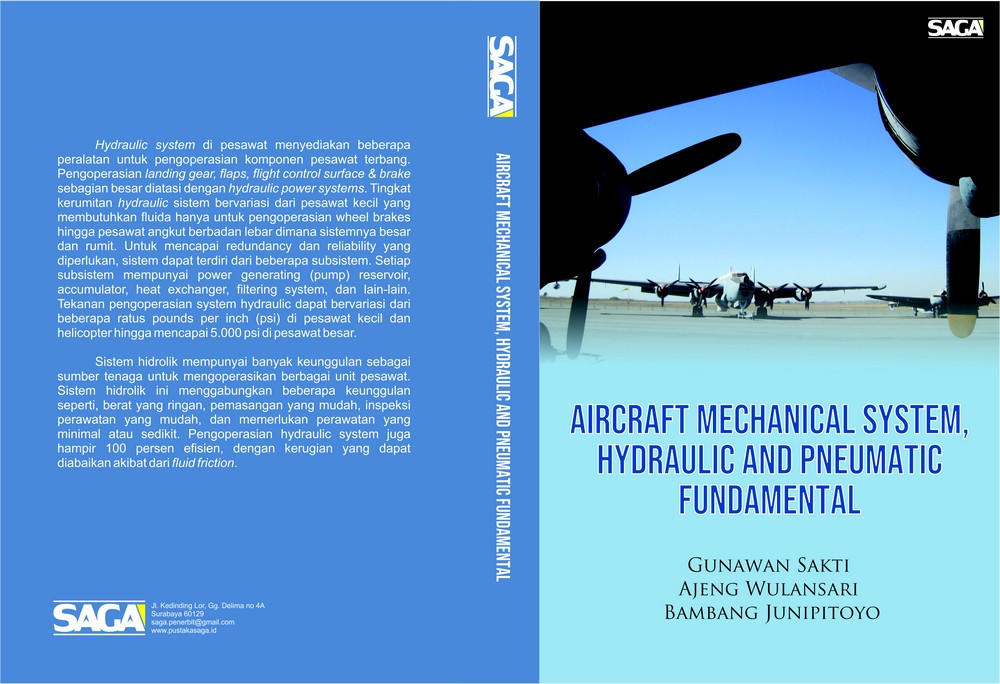 Hydraulic system di pesawat menyediakan beberapa
peralatan untuk pengoperasian komponen pesawat terbang.
Pengoperasian landing gear, flaps, flight control surface & brake
sebagian besar diatasi dengan hydraulic power systems. Tingkat
kerumitan hydraulic sistem bervariasi dari pesawat kecil yang
membutuhkan fluida hanya untuk pengoperasian wheel brakes
hingga pesawat angkut berbadan lebar dimana sistemnya besar
dan rumit. Untuk mencapai redundancy dan reliability yang
diperlukan, sistem dapat terdiri dari beberapa subsistem. Setiap
subsistem mempunyai power generating (pump) reservoir,
accumulator, heat exchanger, filtering system, dan lain-lain.
Tekanan pengoperasian system hydraulic dapat bervariasi dari
beberapa ratus pounds per inch (psi) di pesawat kecil dan
helicopter hingga mencapai 5.000 psi di pesawat besar.
Sistem hidrolik mempunyai banyak keunggulan sebagai
sumber tenaga untuk mengoperasikan berbagai unit pesawat.
Sistem hidrolik ini menggabungkan beberapa keunggulan
seperti, berat yang ringan, pemasangan yang mudah, inspeksi
perawatan yang mudah, dan memerlukan perawatan yang
minimal atau sedikit. Pengoperasian hydraulic system juga
hampir 100 persen efisien, dengan kerugian yang dapat
diabaikan akibat dari fluid friction.
SAGA
Jl. Kedinding Lor, Gg. Delima no 4A
Surabaya 60129
saga.penerbit@gmail.com
www.pustakasaga.id
SAGA
AIRCRAFT MECHANICAL SYSTEM, HYDRAULIC AND PNEUMATIC FUNDAMENTAL
SAGA
AIRCRAFT MECHANICAL SYSTEM,
HYDRAULIC AND PNEUMATIC
FUNDAMENTAL
GUNAWAN SAKTI
AJENG WULANSARI
BAMBANG JUNIPITOYO